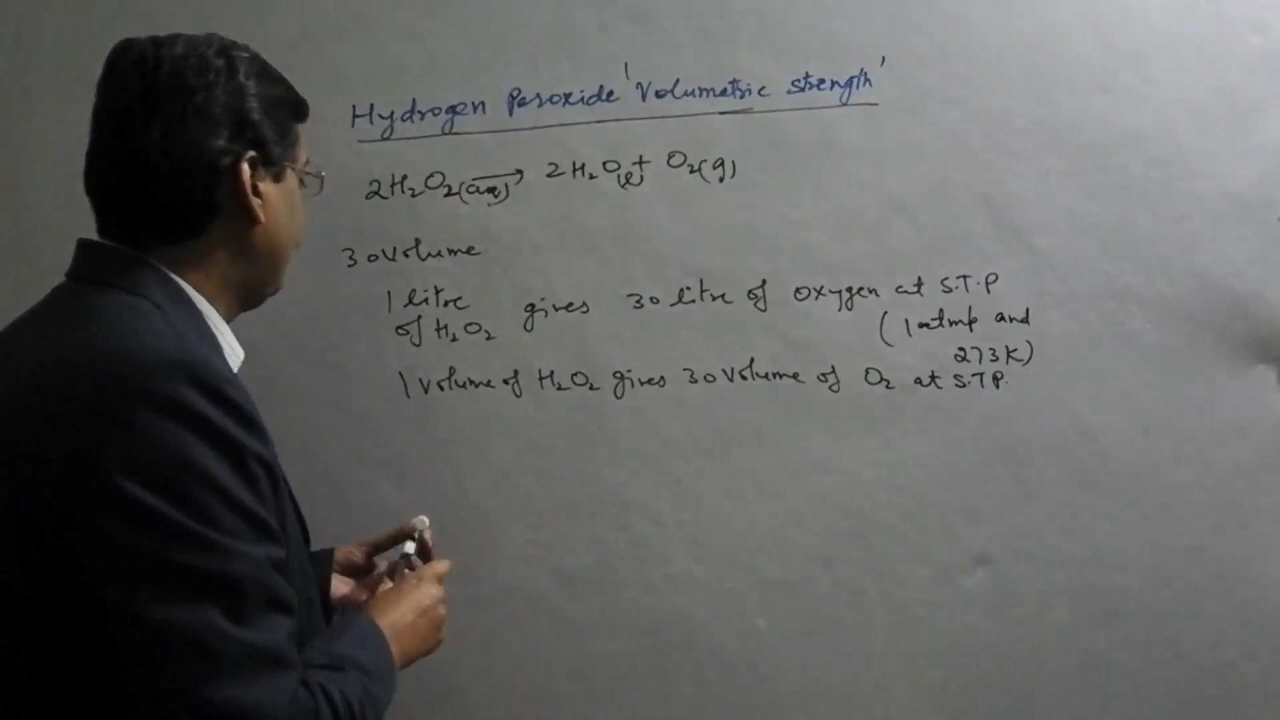 Hydrogen Peroxide 'Volumetric strength'
2H₂O₂(aq) → 2H₂O(l) + O₂(g)
30 volume
1 litre of H₂O₂ gives 30 litre of oxygen at S.T.P
(1 atmp and 273K)
1 volume of H₂O₂ gives 30 volume of O₂ at S.T.P.